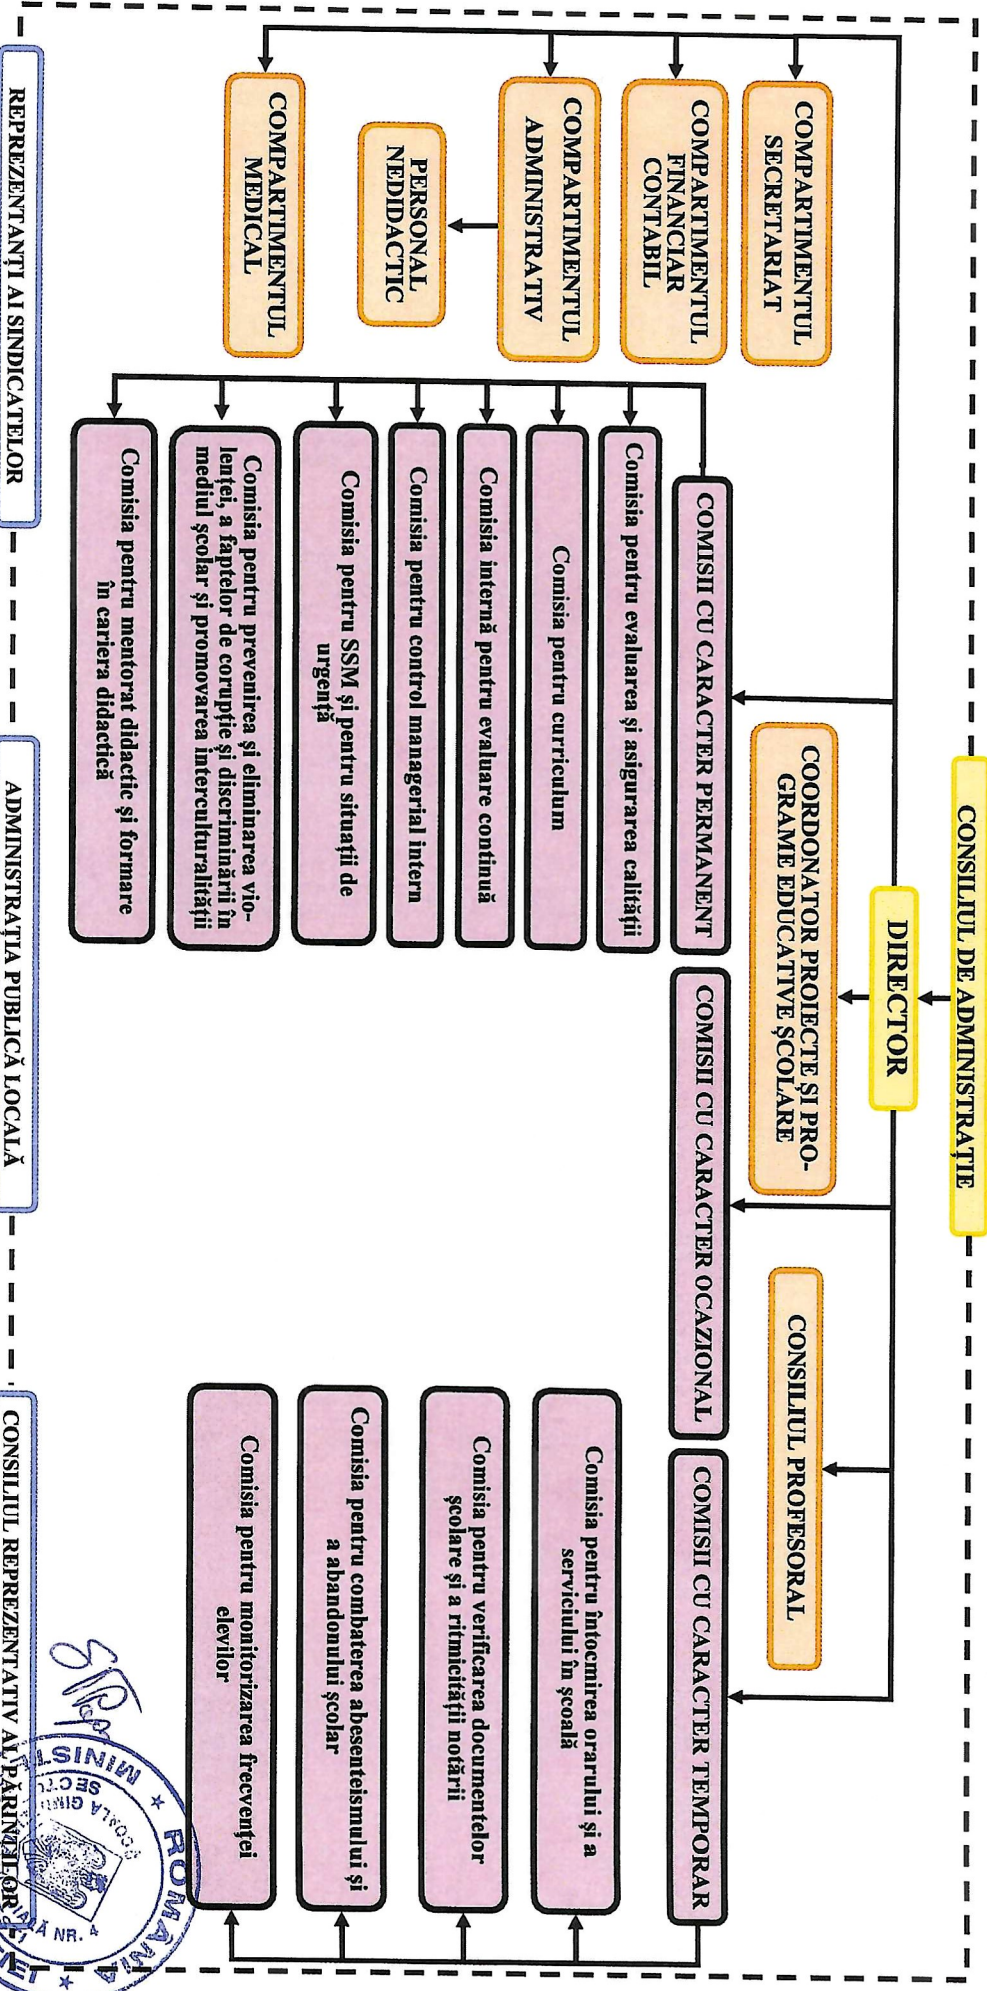 CONSILIUL DE ADMINISTRAȚIE
DIRECTOR
COORDONATOR PROIECTE ȘI PRO-
GRAME EDUCATIVE ȘCOLARE
CONSILIUL PROFESORAL
COMPARTIMENTUL
SECRETARIAT
COMPARTIMENTUL
FINANCIAR
CONTABIL
COMPARTIMENTUL
ADMINISTRATIV
PERSONAL
NEDIDACTIC
COMPARTIMENTUL
MEDICAL
COMISII CU CARACTER PERMANENT
Comisia pentru evaluarea și asigurarea calității
Comisia pentru curriculum
Comisia internă pentru evaluare continuă
Comisia pentru control managerial intern
Comisia pentru SSM și pentru situații de
urgență
Comisia pentru prevenirea și eliminarea vio-
lenței, a faptelor de corupție și discriminării în
mediul școlar și promovarea interculturalității
Comisia pentru mentorat didactic și formare
în cariera didactică
COMISII CU CARACTER OCAZIONAL
COMISII CU CARACTER TEMPORAR
Comisia pentru întocmirea orarului și a
serviciului în școală
Comisia pentru verificarea documentelor
școlare și a ritmicității notării
Comisia pentru combaterea absenteismului și
a abandonului școlar
Comisia pentru monitorizarea frecvenței
elevilor
REPREZENTANȚI AI SINDICATELOR
ADMINISTRAȚIA PUBLICĂ LOCALĂ
CONSILIUL REPREZENTATIV AL PĂRINȚILOR
ROMÂNIA
NR. 4